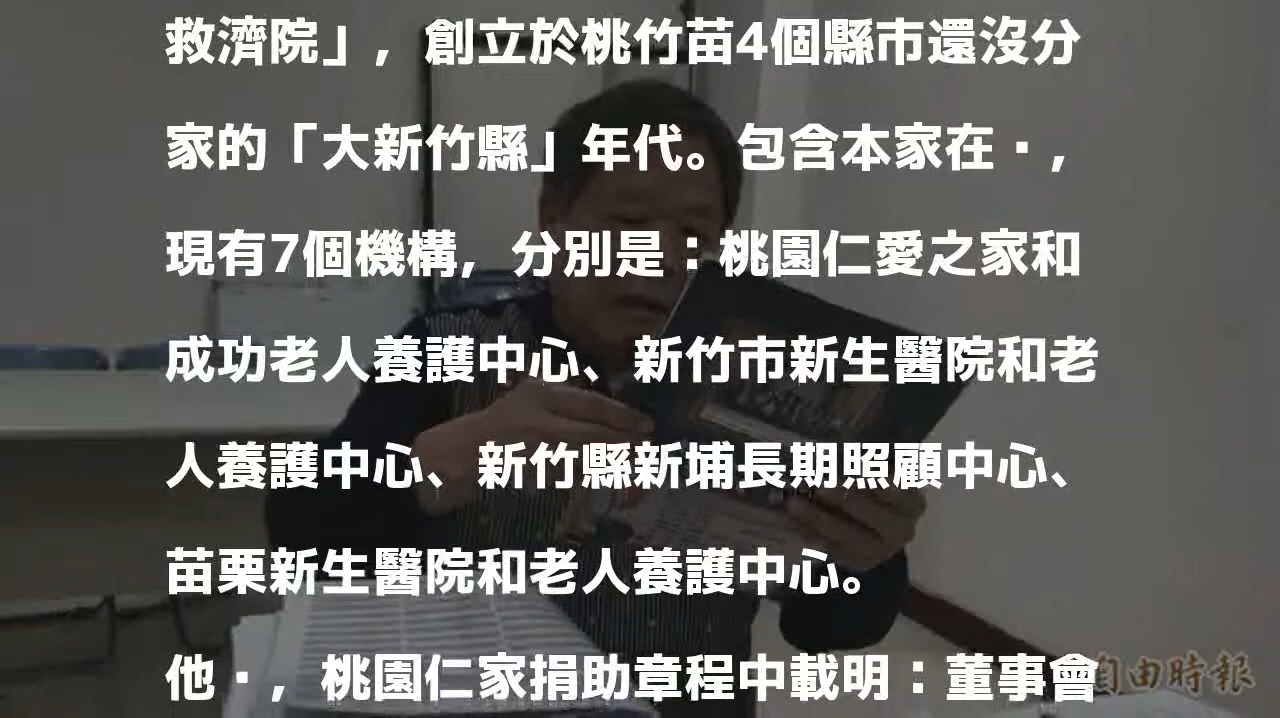 救濟院」，創立於桃竹苗4個縣市還沒分
家的「大新竹縣」年代。包含本家在·，
現有7個機構，分別是：桃園仁愛之家和
成功老人養護中心、新竹市新生醫院和老
人養護中心、新竹縣新埔長期照顧中心、
苗栗新生醫院和老人養護中心。
他·，桃園仁家捐助章程中載明：董事會
自由時報